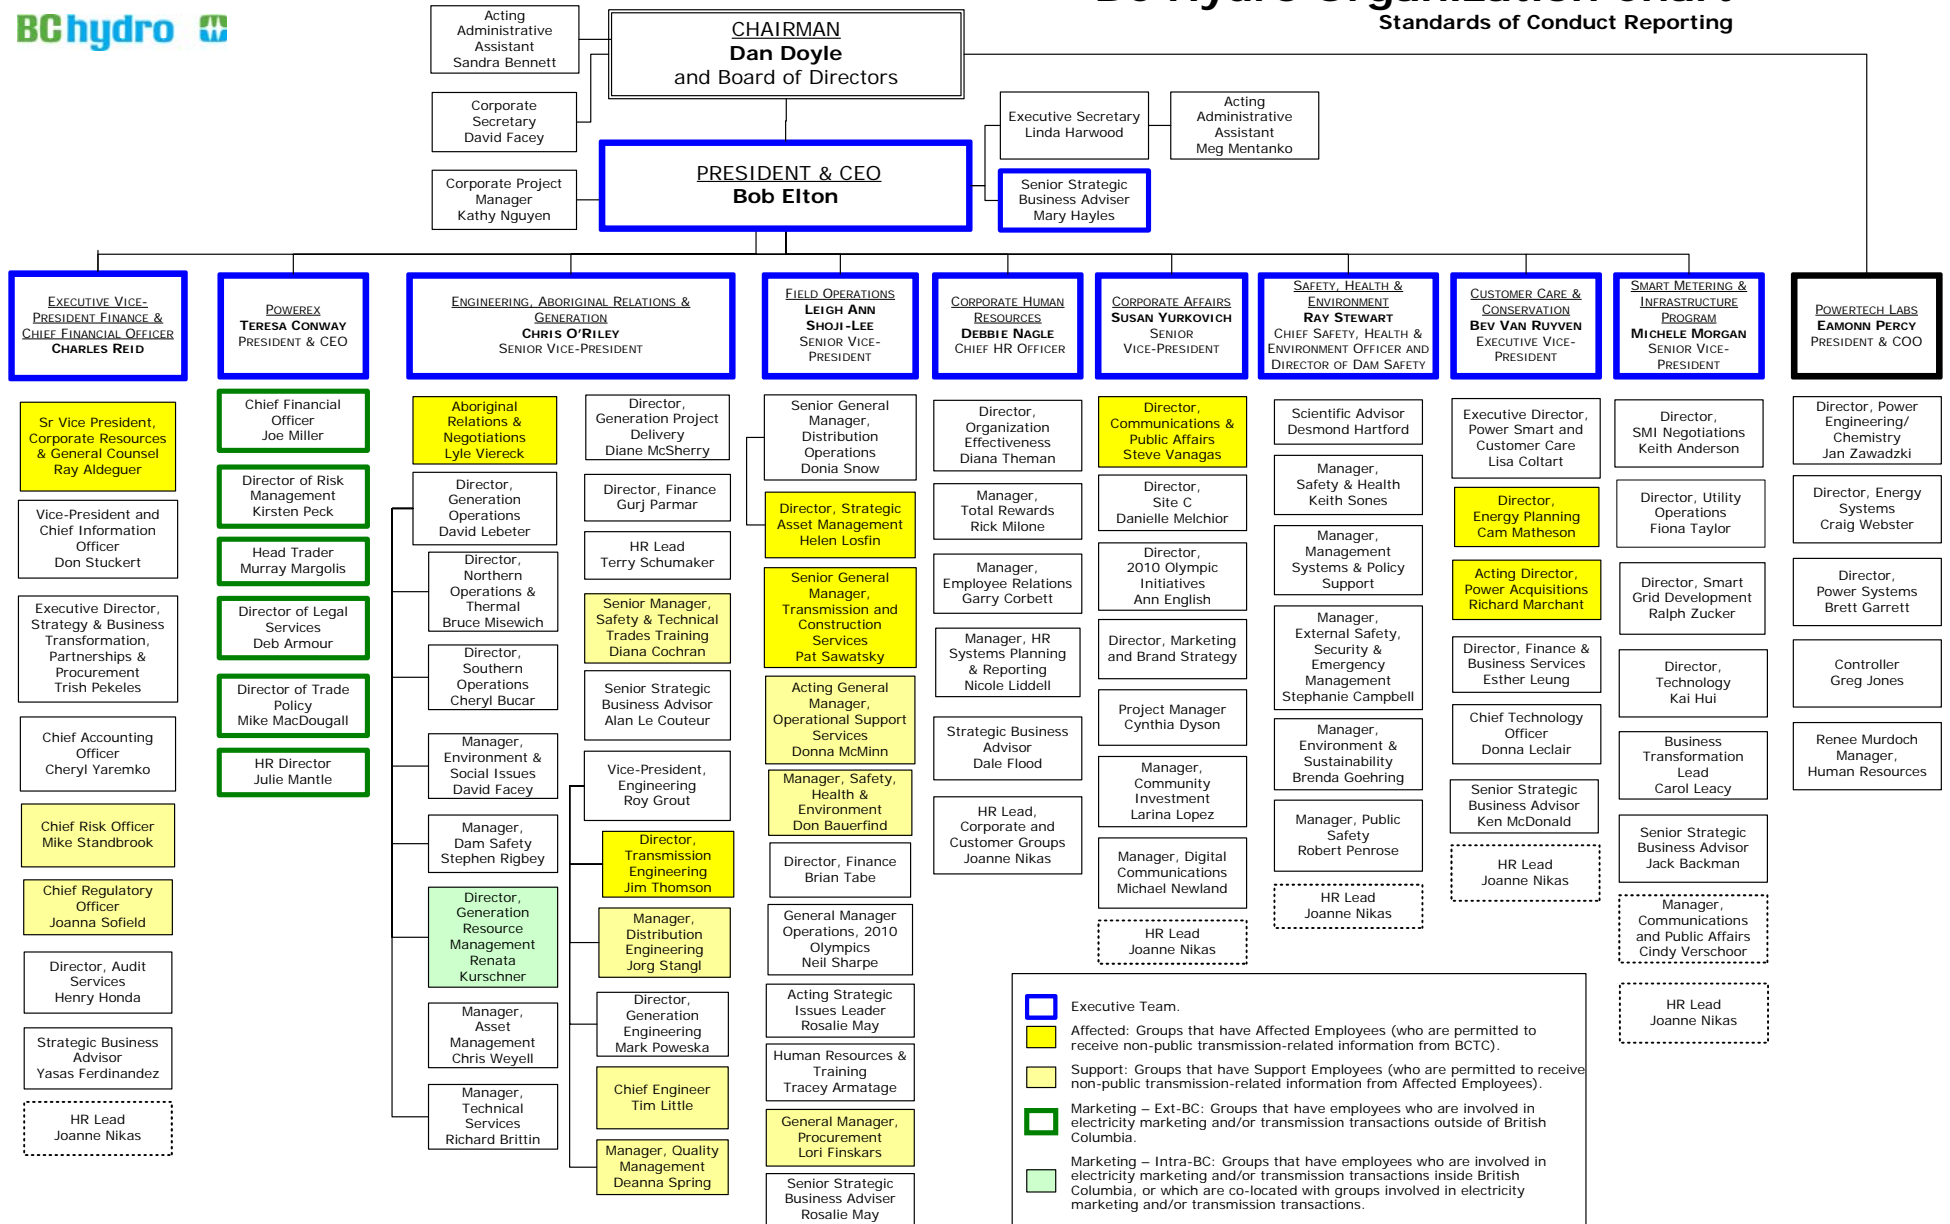 BChydro
BC Hydro Organization Chart
Standards of Conduct Reporting
Acting
Administrative
Assistant
Sandra Bennett
CHAIRMAN
Dan Doyle
and Board of Directors
Corporate
Secretary
David Facey
Executive Secretary
Linda Harwood
Acting
Administrative
Assistant
Meg Mentanko
Corporate Project
Manager
Kathy Nguyen
PRESIDENT & CEO
Bob Elton
Senior Strategic
Business Adviser
Mary Hayles
EXECUTIVE VICE-
PRESIDENT FINANCE &
CHIEF FINANCIAL OFFICER
CHARLES REID
POWEREX
TERESA CONWAY
PRESIDENT & CEO
ENGINEERING, ABORIGINAL RELATIONS &
GENERATION
CHRIS O'RILEY
SENIOR VICE-PRESIDENT
FIELD OPERATIONS
LEIGH ANN
SHOJI-LEE
SENIOR VICE-
PRESIDENT
CORPORATE HUMAN
RESOURCES
DEBBIE NAGLE
CHIEF HR OFFICER
CORPORATE AFFAIRS
SUSAN YURKOVICH
SENIOR
VICE-PRESIDENT
SAFETY, HEALTH &
ENVIRONMENT
RAY STEWART
CHIEF SAFETY, HEALTH &
ENVIRONMENT OFFICER AND
DIRECTOR OF DAM SAFETY
CUSTOMER CARE &
CONSERVATION
BEV VAN RUYVEN
EXECUTIVE VICE-
PRESIDENT
SMART METERING &
INFRASTRUCTURE
PROGRAM
MICHELE MORGAN
SENIOR VICE-
PRESIDENT
POWERTECH LABS
EAMONN PERCY
PRESIDENT & COO
Sr Vice President,
Corporate Resources
& General Counsel
Ray Aldeguer
Vice-President and
Chief Information
Officer
Don Stuckert
Executive Director,
Strategy & Business
Transformation,
Partnerships &
Procurement
Trish Pekeles
Chief Accounting
Officer
Cheryl Yaremko
Chief Risk Officer
Mike Standbrook
Chief Regulatory
Officer
Joanna Sofield
Director, Audit
Services
Henry Honda
Strategic Business
Advisor
Yasas Ferdinandez
HR Lead
Joanne Nikas
Chief Financial
Officer
Joe Miller
Director of Risk
Management
Kirsten Peck
Head Trader
Murray Margolis
Director of Legal
Services
Deb Armour
Director of Trade
Policy
Mike MacDougall
HR Director
Julie Mantle
Aboriginal
Relations &
Negotiations
Lyle Viereck
Director,
Generation
Operations
David Lebeter
Director,
Northern
Operations &
Thermal
Bruce Misewich
Director,
Southern
Operations
Cheryl Bucar
Manager,
Environment &
Social Issues
David Facey
Manager,
Dam Safety
Stephen Rigbey
Director,
Generation
Resource
Management
Renata
Kurschner
Manager,
Asset
Management
Chris Weyell
Manager,
Technical
Services
Richard Brittin
Director,
Generation Project
Delivery
Diane McSherry
Director, Finance
Gurj Parmar
HR Lead
Terry Schumaker
Senior Manager,
Safety & Technical
Trades Training
Diana Cochran
Senior Strategic
Business Advisor
Alan Le Couteur
Vice-President,
Engineering
Roy Grout
Director,
Transmission
Engineering
Jim Thomson
Manager,
Distribution
Engineering
Jorg Stangl
Director,
Generation
Engineering
Mark Poweska
Chief Engineer
Tim Little
Manager, Quality
Management
Deanna Spring
Senior General
Manager,
Distribution
Operations
Donia Snow
Director, Strategic
Asset Management
Helen Losfin
Senior General
Manager,
Transmission and
Construction
Services
Pat Sawatsky
Acting General
Manager,
Operational Support
Services
Donna McMinn
Manager, Safety,
Health &
Environment
Don Bauerfind
Director, Finance
Brian Tabe
General Manager
Operations, 2010
Olympics
Neil Sharpe
Acting Strategic
Issues Leader
Rosalie May
Human Resources &
Training
Tracey Armatage
General Manager,
Procurement
Lori Finskars
Senior Strategic
Business Adviser
Rosalie May
Director,
Organization
Effectiveness
Diana Theman
Manager,
Total Rewards
Rick Milone
Manager,
Employee Relations
Garry Corbett
Manager, HR
Systems Planning
& Reporting
Nicole Liddell
Strategic Business
Advisor
Dale Flood
HR Lead,
Corporate and
Customer Groups
Joanne Nikas
Director,
Communications &
Public Affairs
Steve Vanagas
Director,
Site C
Danielle Melchior
Director,
2010 Olympic
Initiatives
Ann English
Director, Marketing
and Brand Strategy
Project Manager
Cynthia Dyson
Manager,
Community
Investment
Larina Lopez
Manager, Digital
Communications
Michael Newland
HR Lead
Joanne Nikas
Scientific Advisor
Desmond Hartford
Manager,
Safety & Health
Keith Sones
Manager,
Management
Systems & Policy
Support
Manager,
External Safety,
Security &
Emergency
Management
Stephanie Campbell
Manager,
Environment &
Sustainability
Brenda Goehring
Manager, Public
Safety
Robert Penrose
HR Lead
Joanne Nikas
Executive Director,
Power Smart and
Customer Care
Lisa Coltart
Director,
Energy Planning
Cam Matheson
Acting Director,
Power Acquisitions
Richard Marchant
Director, Finance &
Business Services
Esther Leung
Chief Technology
Officer
Donna Leclair
Senior Strategic
Business Advisor
Ken McDonald
HR Lead
Joanne Nikas
Director,
SMI Negotiations
Keith Anderson
Director, Utility
Operations
Fiona Taylor
Director, Smart
Grid Development
Ralph Zucker
Director,
Technology
Kai Hui
Business
Transformation
Lead
Carol Leacy
Senior Strategic
Business Advisor
Jack Backman
Manager,
Communications
and Public Affairs
Cindy Verschoor
HR Lead
Joanne Nikas
Director, Power
Engineering/
Chemistry
Jan Zawadzki
Director, Energy
Systems
Craig Webster
Director,
Power Systems
Brett Garrett
Controller
Greg Jones
Renee Murdoch
Manager,
Human Resources
Executive Team.
Affected: Groups that have Affected Employees (who are permitted to
receive non-public transmission-related information from BCTC).
Support: Groups that have Support Employees (who are permitted to receive
non-public transmission-related information from Affected Employees).
Marketing – Ext-BC: Groups that have employees who are involved in
electricity marketing and/or transmission transactions outside of British
Columbia.
Marketing – Intra-BC: Groups that have employees who are involved in
electricity marketing and/or transmission transactions inside British
Columbia, or which are co-located with groups involved in electricity
marketing and/or transmission transactions.